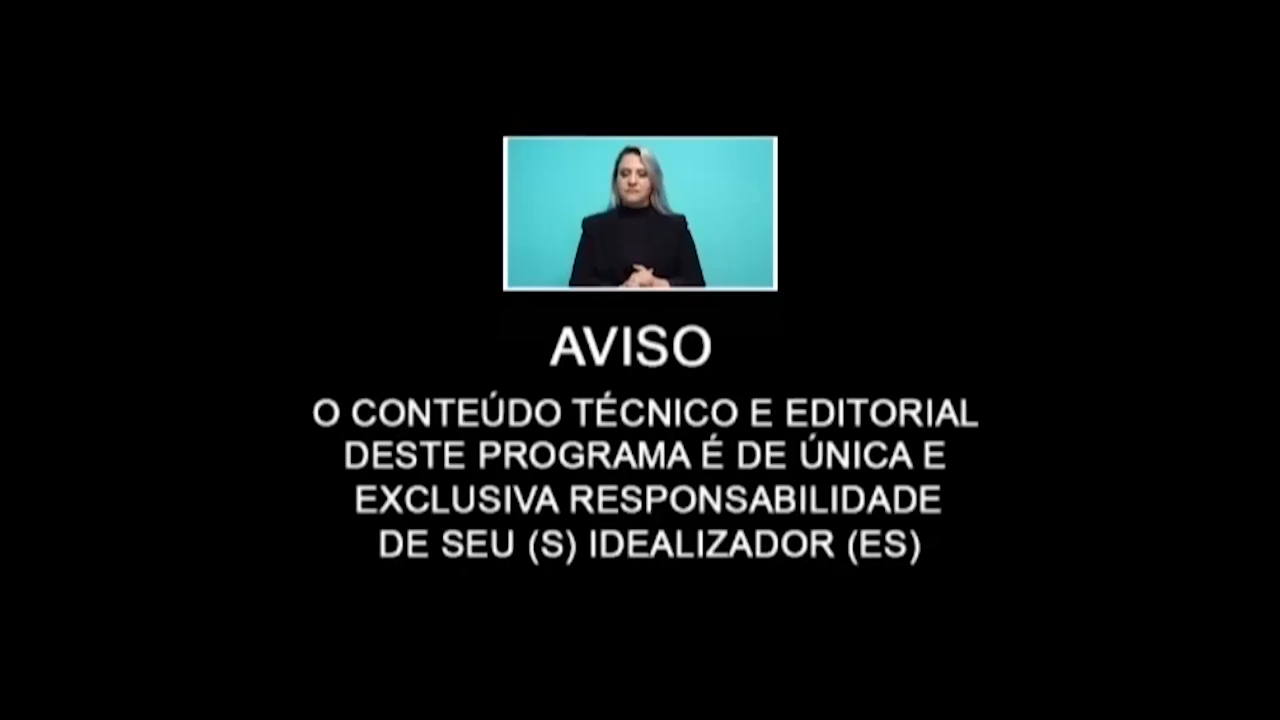 AVISO
O CONTEÚDO TÉCNICO E EDITORIAL
DESTE PROGRAMA É DE ÚNICA E
EXCLUSIVA RESPONSABILIDADE
DE SEU (S) IDEALIZADOR (ES)